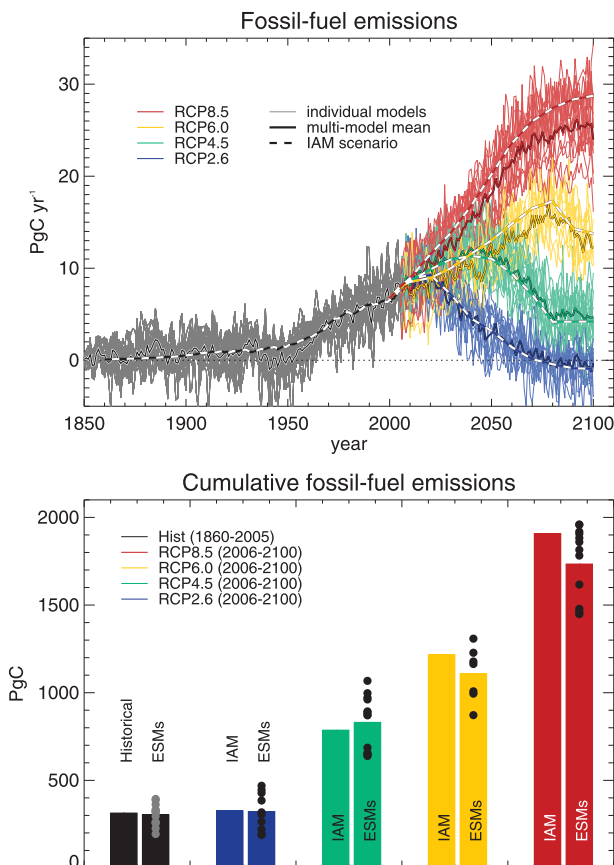 Fossil-fuel emissions
30
20
10
0
PgC yr⁻¹
RCP8.5
RCP6.0
RCP4.5
RCP2.6
individual models
multi-model mean
IAM scenario
1850
1900
1950
2000
2050
2100
year
Cumulative fossil-fuel emissions
2000
1500
1000
500
0
PgC
Hist (1860-2005)
RCP8.5 (2006-2100)
RCP6.0 (2006-2100)
RCP4.5 (2006-2100)
RCP2.6 (2006-2100)
Historical
ESMs
IAM
ESMs
IAM
ESMs
IAM
ESMs
IAM
ESMs